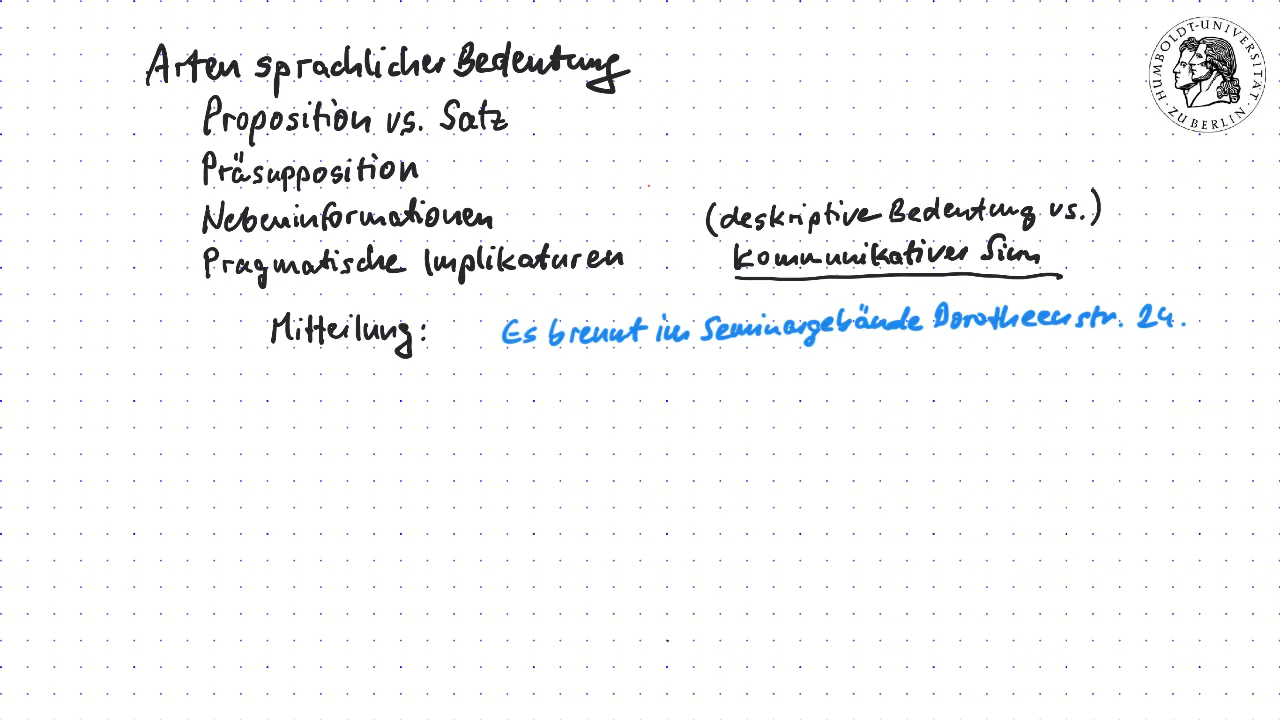 Arten sprachlicher Bedeutung
Proposition vs. Satz
Präsupposition
Nebeninformationen
Pragmatische Implikaturen
(deskriptive Bedeutung vs.)
kommunikativer Sinn
Mitteilung: Es brennt im Seminargebäude Dorotheenstr. 24.
HUMBOLDT-UNIVERSITÄT · ZU BERLIN ·